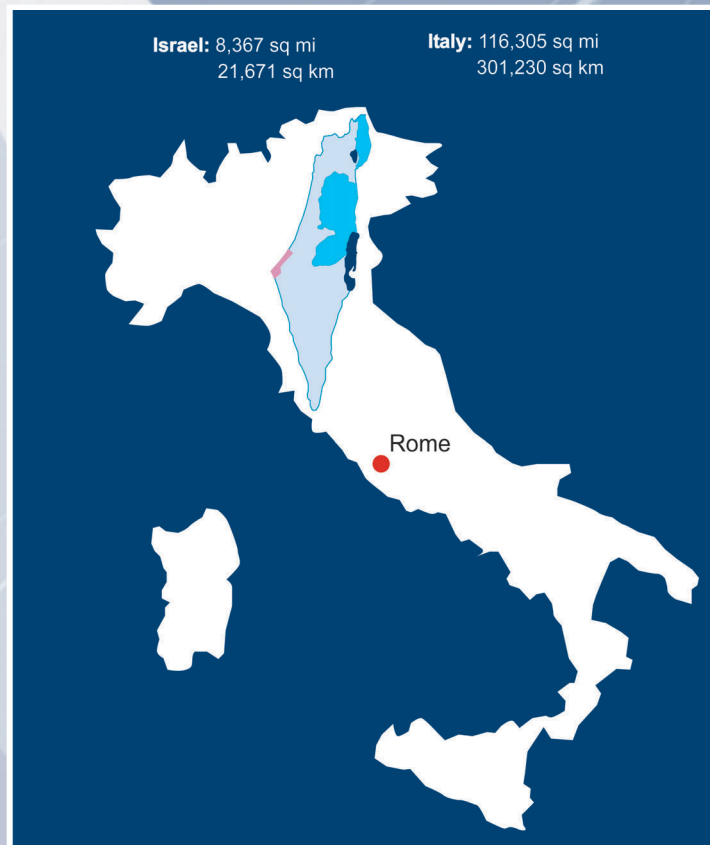 Israel: 8,367 sq mi
21,671 sq km
Italy: 116,305 sq mi
301,230 sq km
Rome